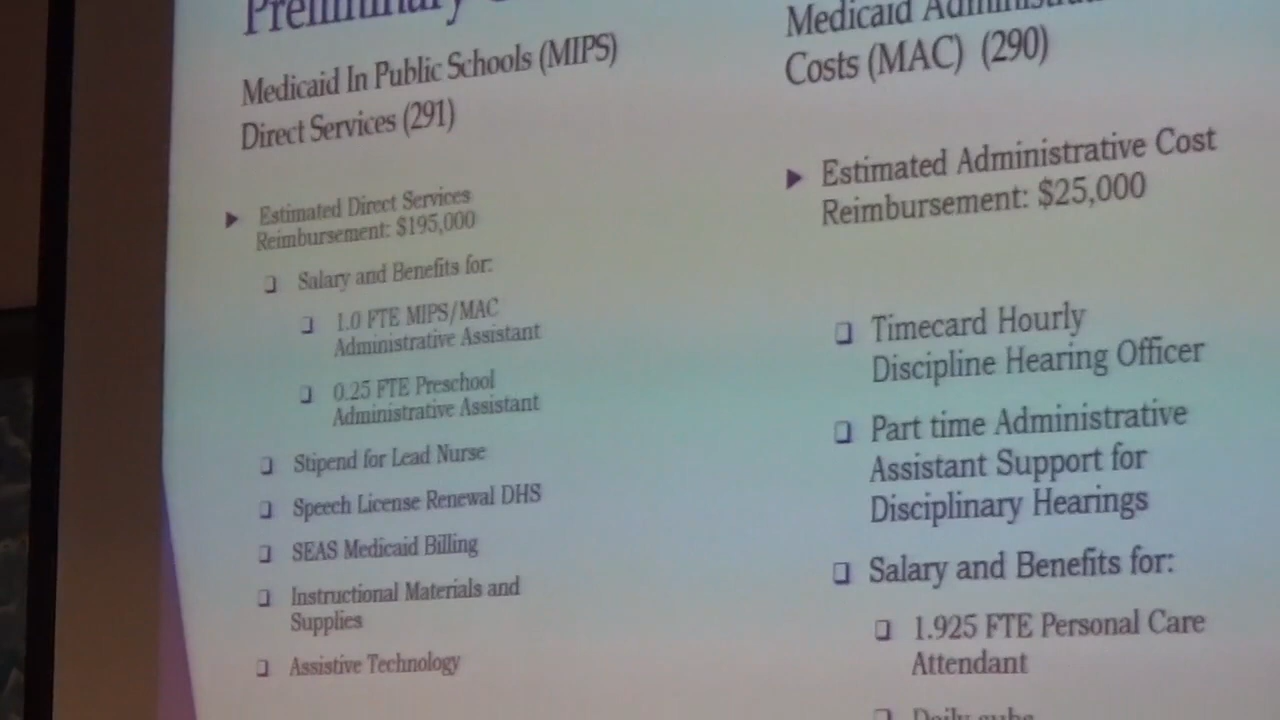 Preliminary
Medicaid In Public Schools (MIPS)
Direct Services (291)
Estimated Direct Services
Reimbursement: $195,000
Salary and Benefits for:
1.0 FTE MIPS/MAC
Administrative Assistant
0.25 FTE Preschool
Administrative Assistant
Stipend for Lead Nurse
Speech License Renewal DHS
SEAS Medicaid Billing
Instructional Materials and
Supplies
Assistive Technology
Medicaid
Costs (MAC) (290)
Estimated Administrative Cost
Reimbursement: $25,000
Timecard Hourly
Discipline Hearing Officer
Part time Administrative
Assistant Support for
Disciplinary Hearings
Salary and Benefits for:
1.925 FTE Personal Care
Attendant